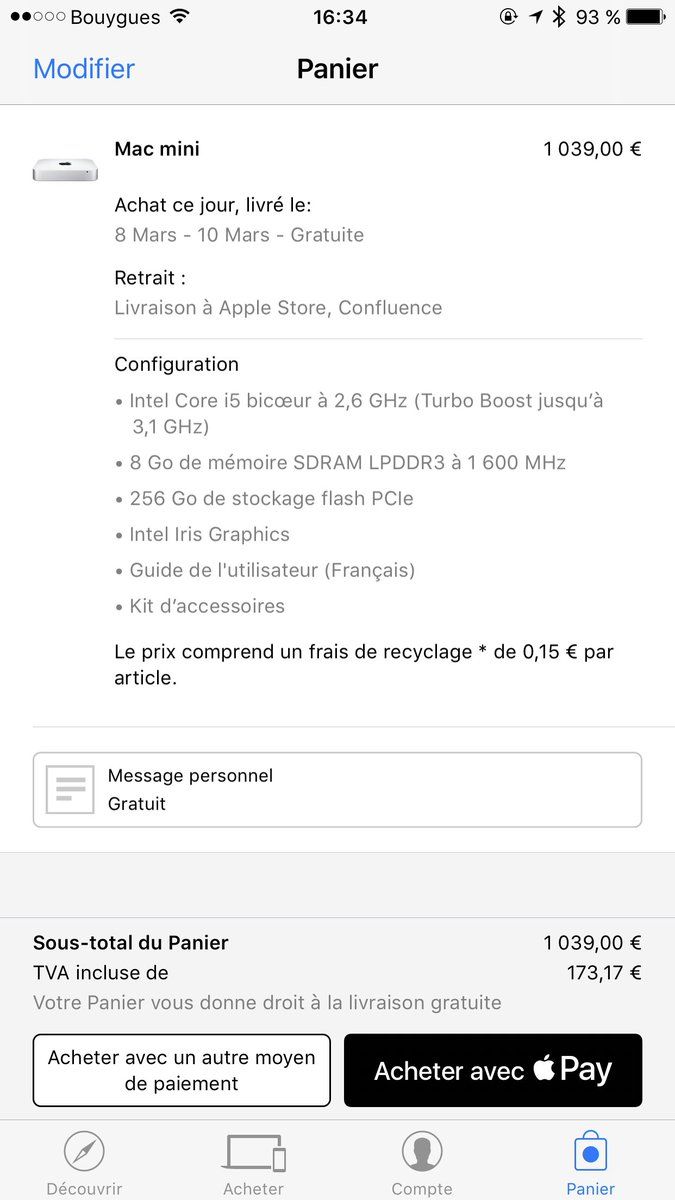 Bouygues 16:34 93 %
Modifier Panier
Mac mini 1 039,00 €
Achat ce jour, livré le:
8 Mars - 10 Mars - Gratuite
Retrait :
Livraison à Apple Store, Confluence
Configuration
• Intel Core i5 bicœur à 2,6 GHz (Turbo Boost jusqu’à
3,1 GHz)
• 8 Go de mémoire SDRAM LPDDR3 à 1 600 MHz
• 256 Go de stockage flash PCIe
• Intel Iris Graphics
• Guide de l'utilisateur (Français)
• Kit d’accessoires
Le prix comprend un frais de recyclage * de 0,15 € par
article.
Message personnel
Gratuit
Sous-total du Panier 1 039,00 €
TVA incluse de 173,17 €
Votre Panier vous donne droit à la livraison gratuite
Acheter avec un autre moyen
de paiement
Acheter avec Pay
Découvrir Acheter Compte Panier